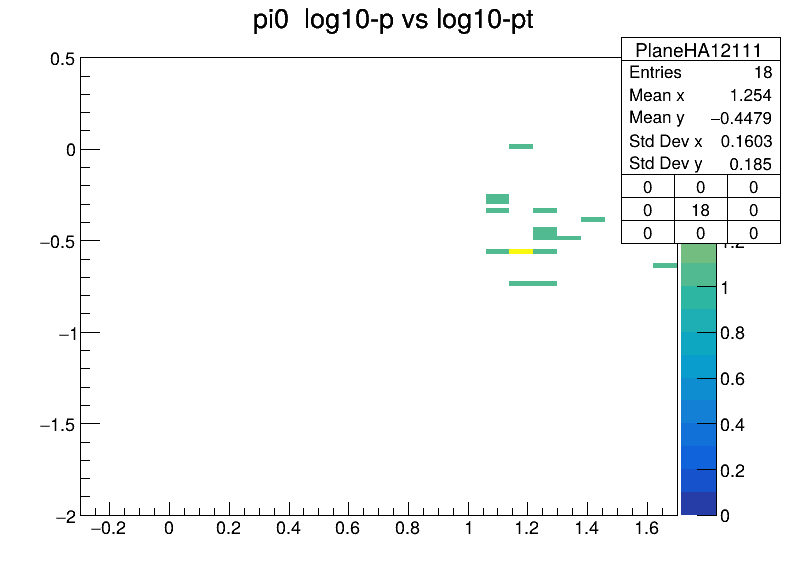 pi0  log10-p vs log10-pt
PlaneHA12111
Entries 18
Mean x 1.254
Mean y −0.4479
Std Dev x 0.1603
Std Dev y 0.185
0 0 0
0 18 0
0 0 0
0.5
0
−0.5
−1
−1.5
−2
−0.2 0 0.2 0.4 0.6 0.8 1 1.2 1.4 1.6
1.2
1
0.8
0.6
0.4
0.2
0